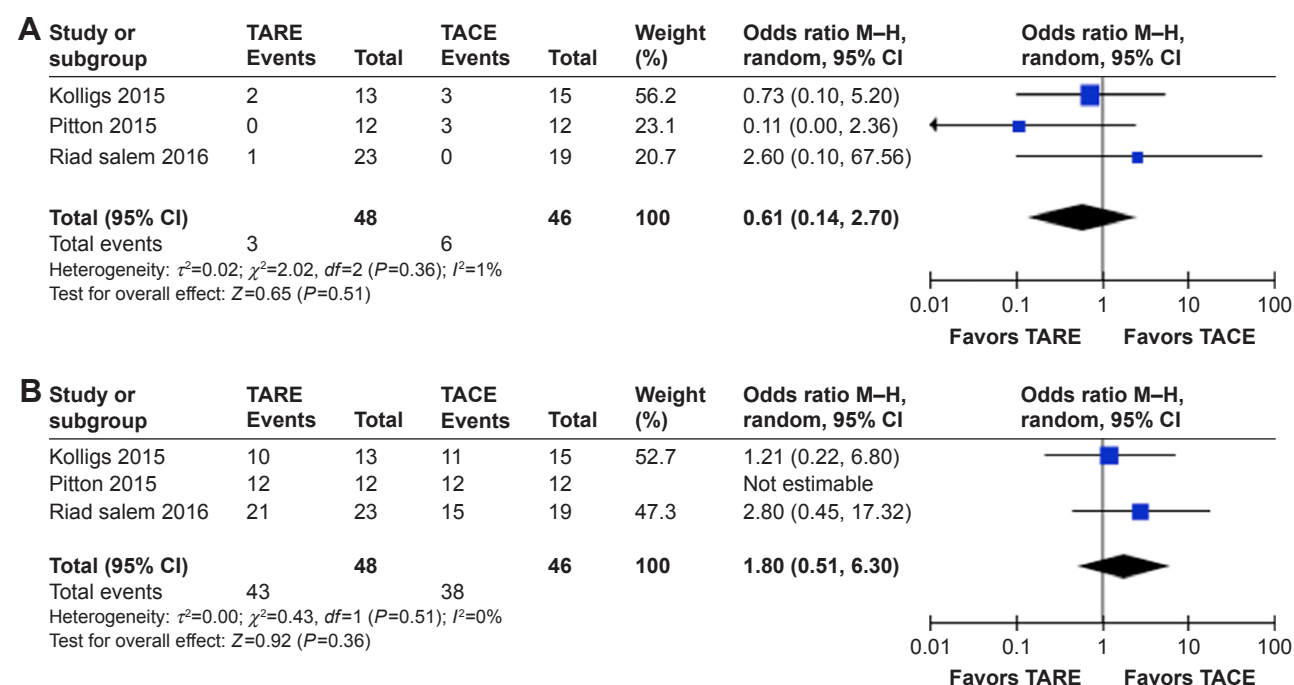 A Study or subgroup TARE Events Total TACE Events Total Weight (%) Odds ratio M–H, random, 95% CI Odds ratio M–H, random, 95% CI
Kolligs 2015 2 13 3 15 56.2 0.73 (0.10, 5.20)
Pitton 2015 0 12 3 12 23.1 0.11 (0.00, 2.36)
Riad salem 2016 1 23 0 19 20.7 2.60 (0.10, 67.56)
Total (95% CI) 48 46 100 0.61 (0.14, 2.70)
Total events 3 6
Heterogeneity: τ²=0.02; χ²=2.02, df=2 (P=0.36); I²=1%
Test for overall effect: Z=0.65 (P=0.51)
0.01 0.1 1 10 100
Favors TARE Favors TACE
B Study or subgroup TARE Events Total TACE Events Total Weight (%) Odds ratio M–H, random, 95% CI Odds ratio M–H, random, 95% CI
Kolligs 2015 10 13 11 15 52.7 1.21 (0.22, 6.80)
Pitton 2015 12 12 12 12 Not estimable
Riad salem 2016 21 23 15 19 47.3 2.80 (0.45, 17.32)
Total (95% CI) 48 46 100 1.80 (0.51, 6.30)
Total events 43 38
Heterogeneity: τ²=0.00; χ²=0.43, df=1 (P=0.51); I²=0%
Test for overall effect: Z=0.92 (P=0.36)
0.01 0.1 1 10 100
Favors TARE Favors TACE